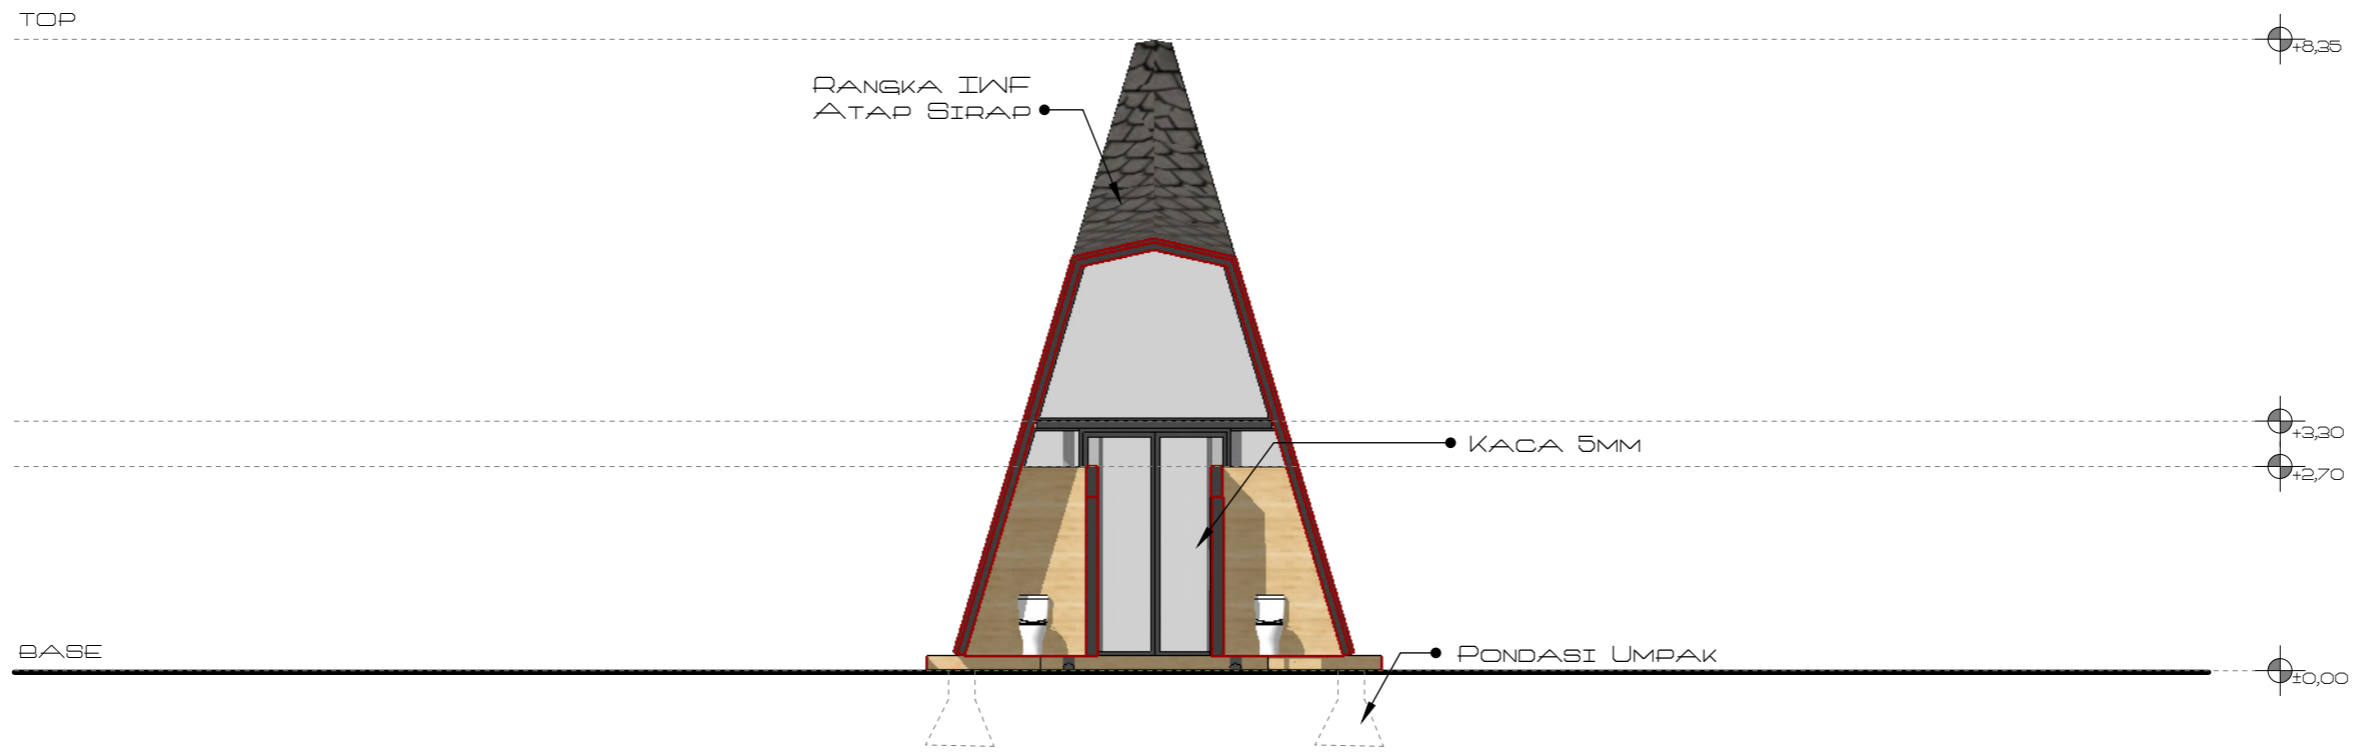 TOP
+8,35
Rangka IWF
Atap Sirap
+3,30
Kaca 5mm
+2,70
BASE
Pondasi Umpak
±0,00